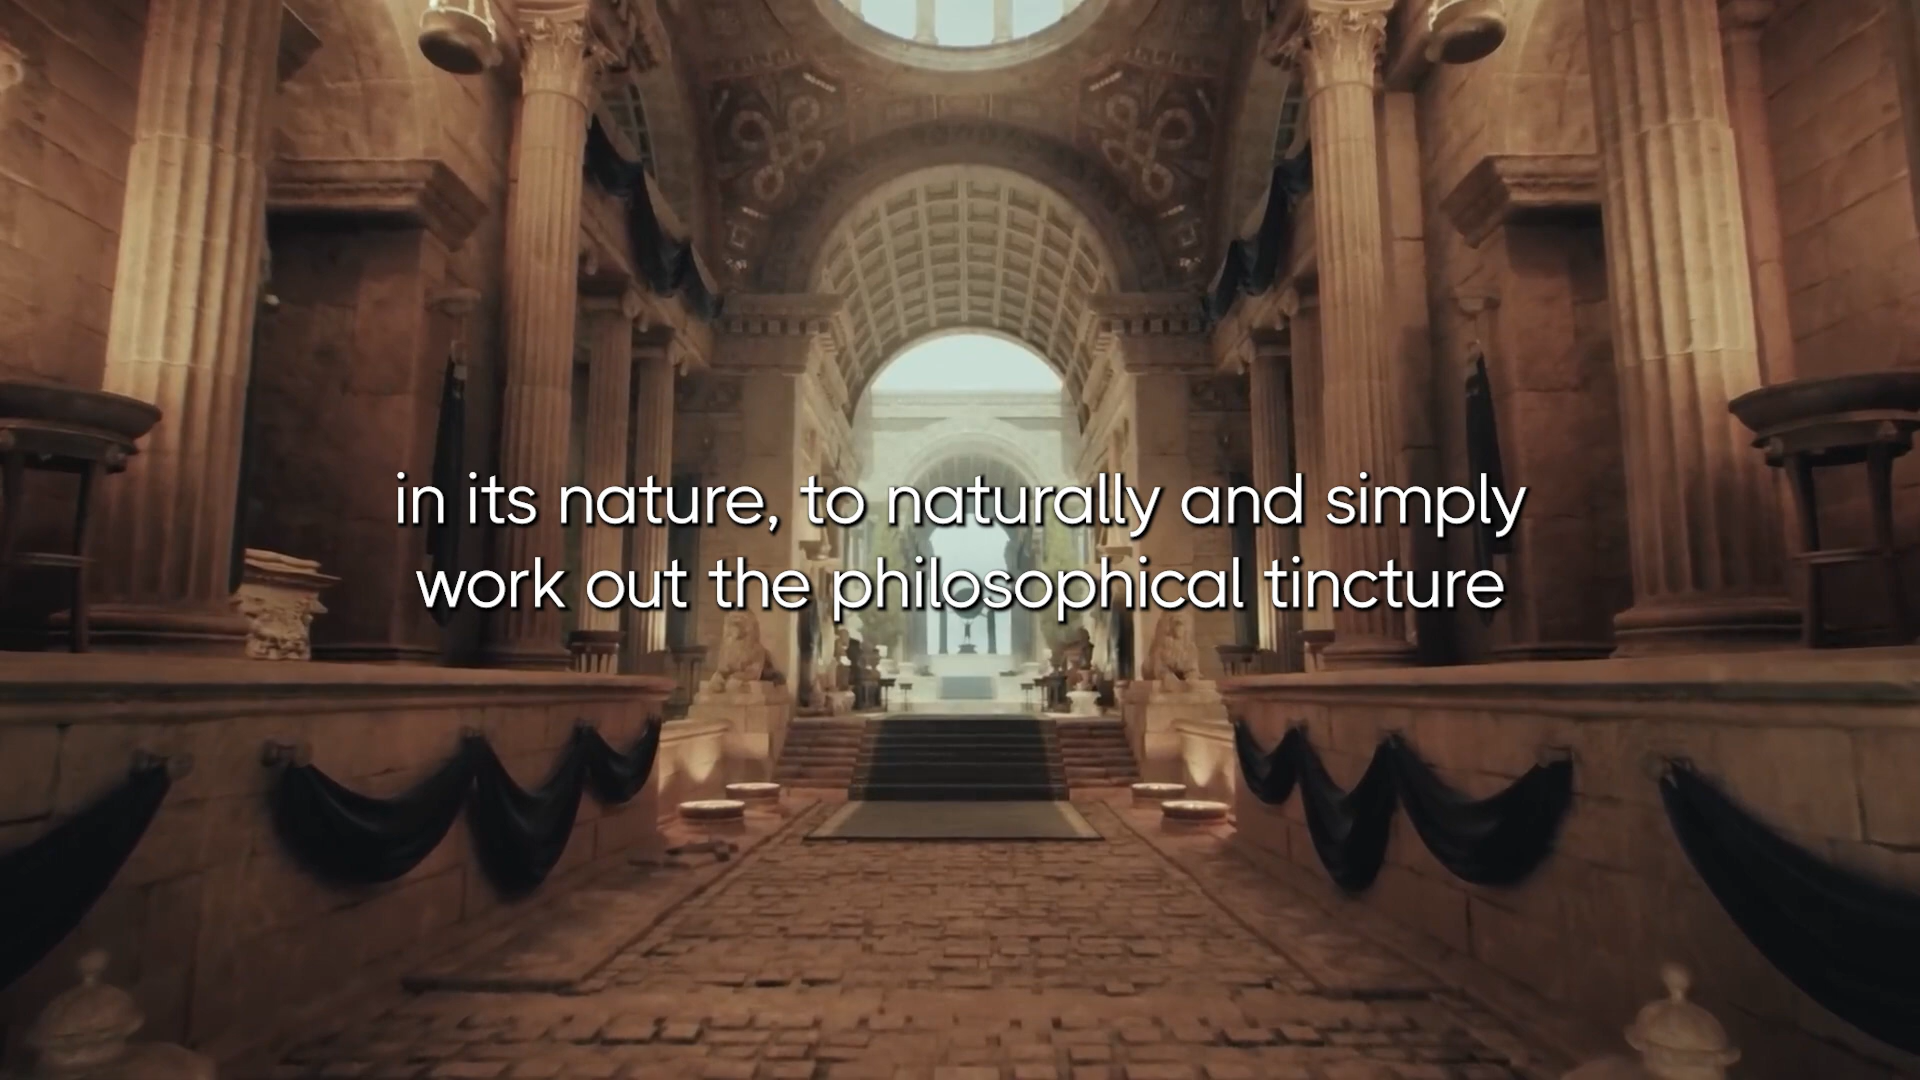 in its nature, to naturally and simply
work out the philosophical tincture